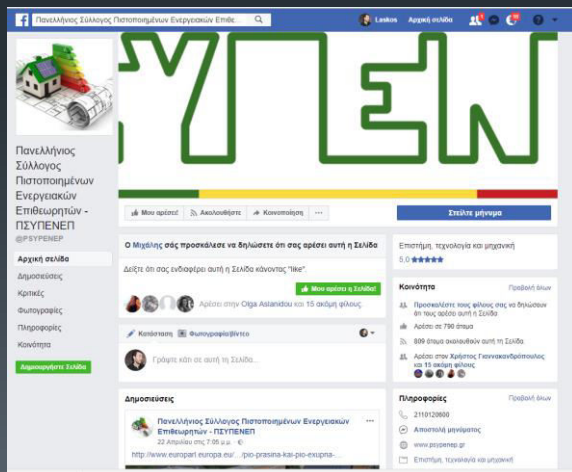 Πανελλήνιος Σύλλογος Πιστοποιημένων Ενεργειακών Επιθε...
Laskos
Αρχική σελίδα
ΥΠΕΝ
Πανελλήνιος
Σύλλογος
Πιστοποιημένων
Ενεργειακών
Επιθεωρητών -
ΠΣΥΠΕΝΕΠ
@PSYPENEP
Αρχική σελίδα
Δημοσιεύσεις
Κριτικές
Φωτογραφίες
Πληροφορίες
Κοινότητα
Δημιουργήστε Σελίδα
Μου αρέσει! Ακολουθήστε Κοινοποίηση ...
Στείλτε μήνυμα
Ο Μιχάλης σάς προσκάλεσε να δηλώσετε ότι σας αρέσει αυτή η Σελίδα
Δείξτε ότι σας ενδιαφέρει αυτή η Σελίδα κάνοντας "like".
Μου αρέσει η Σελίδα!
Αρέσει στην Olga Astanidou και 15 ακόμη φίλους.
Κατάσταση Φωτογραφία/βίντεο
Γράψτε κάτι σε αυτή τη Σελίδα...
Δημοσιεύσεις
Πανελλήνιος Σύλλογος Πιστοποιημένων Ενεργειακών
Επιθεωρητών - ΠΣΥΠΕΝΕΠ
22 Απριλίου στις 7:05 μ.μ.
http://www.europarl.europa.eu/.../pio-prasina-kai-pio-exupna-...
Επιστήμη, τεχνολογία και μηχανική
5,0 ★★★★★
Κοινότητα Προβολή όλων
Προσκαλέστε τους φίλους σας να δηλώσουν
ότι τους αρέσει αυτή η Σελίδα
Αρέσει σε 790 άτομα
809 άτομα ακολουθούν αυτή τη Σελίδα
Αρέσει στον Χρήστος Γιαννακανδρόπουλος
και 15 ακόμη φίλους
Πληροφορίες Προβολή όλων
2110120600
Αποστολή μηνύματος
www.psypenep.gr
Επιστήμη, τεχνολογία και μηχανική